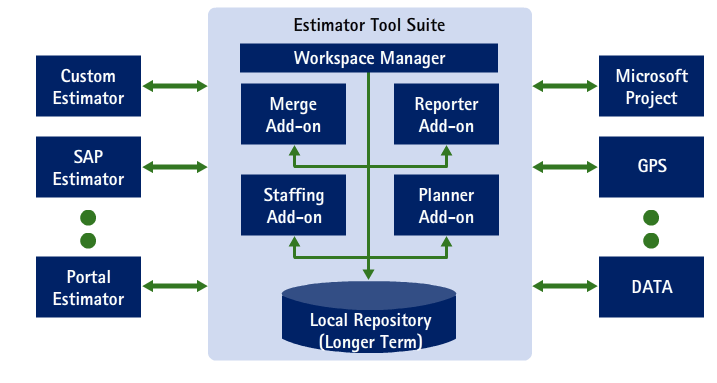 Estimator Tool Suite
Workspace Manager
Custom
Estimator
Merge
Add-on
Reporter
Add-on
Microsoft
Project
SAP
Estimator
GPS
Staffing
Add-on
Planner
Add-on
Portal
Estimator
DATA
Local Repository
(Longer Term)